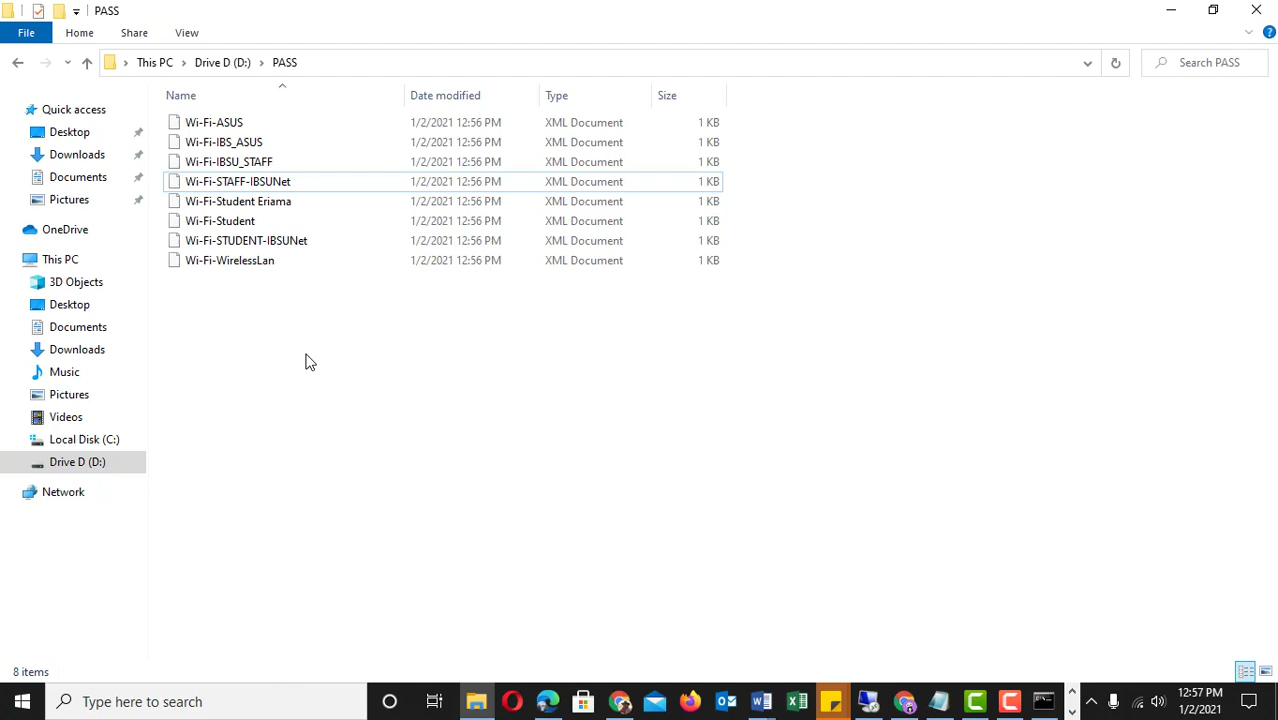 PASS
File Home Share View
This PC Drive D (D:) PASS Search PASS
Name Date modified Type Size
Wi-Fi-ASUS 1/2/2021 12:56 PM XML Document 1 KB
Wi-Fi-IBS_ASUS 1/2/2021 12:56 PM XML Document 1 KB
Wi-Fi-IBSU_STAFF 1/2/2021 12:56 PM XML Document 1 KB
Wi-Fi-STAFF-IBSUNet 1/2/2021 12:56 PM XML Document 1 KB
Wi-Fi-Student Eriama 1/2/2021 12:56 PM XML Document 1 KB
Wi-Fi-Student 1/2/2021 12:56 PM XML Document 1 KB
Wi-Fi-STUDENT-IBSUNet 1/2/2021 12:56 PM XML Document 1 KB
Wi-Fi-WirelessLan 1/2/2021 12:56 PM XML Document 1 KB
Quick access
Desktop
Downloads
Documents
Pictures
OneDrive
This PC
3D Objects
Desktop
Documents
Downloads
Music
Pictures
Videos
Local Disk (C:)
Drive D (D:)
Network
8 items
Type here to search
12:57 PM
1/2/2021